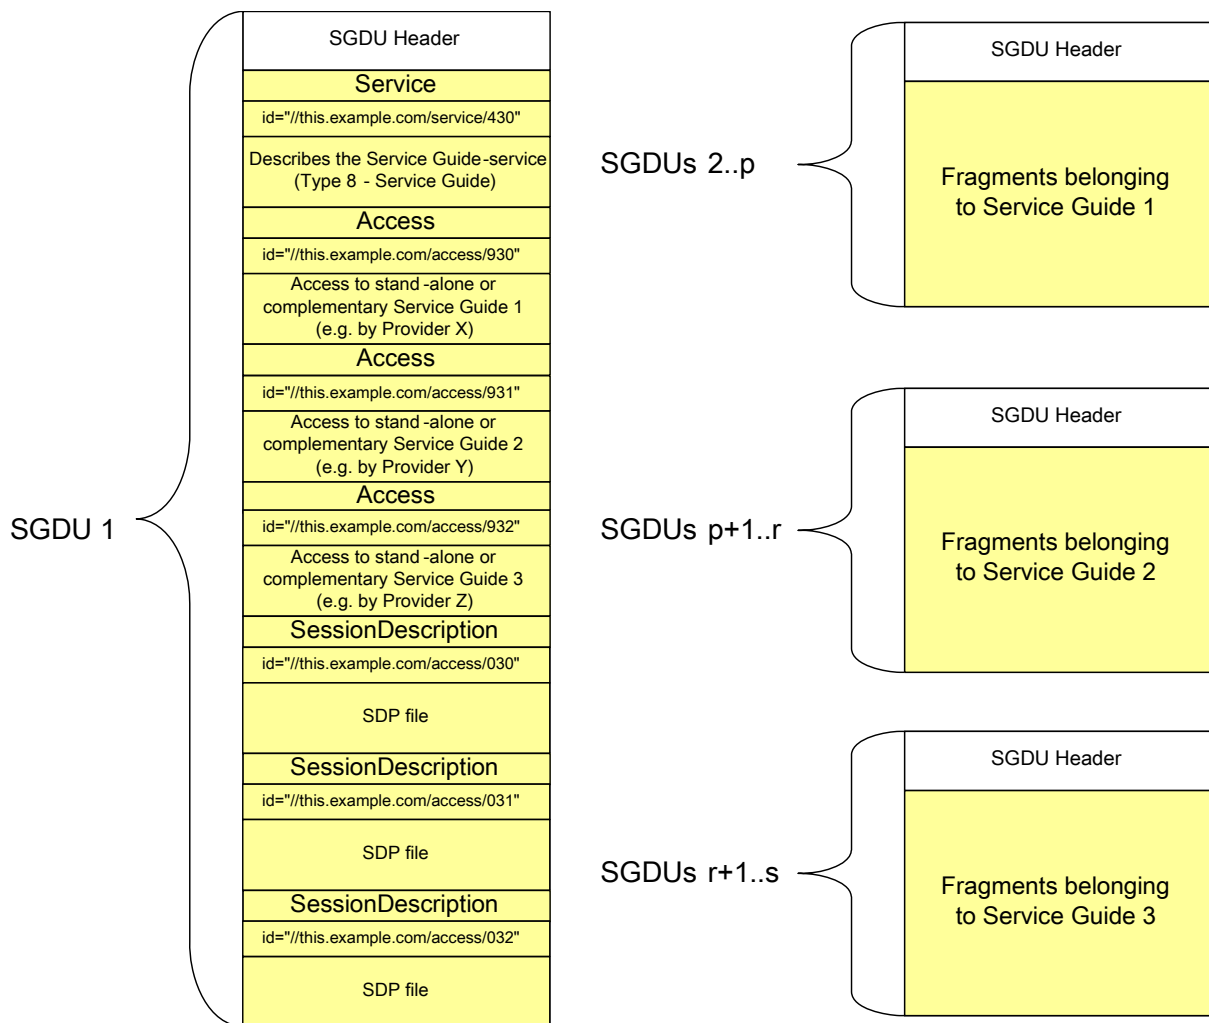 SGDU 1
SGDU Header
Service
id="//this.example.com/service/430"
Describes the Service Guide-service
(Type 8 - Service Guide)
Access
id="//this.example.com/access/930"
Access to stand-alone or
complementary Service Guide 1
(e.g. by Provider X)
Access
id="//this.example.com/access/931"
Access to stand-alone or
complementary Service Guide 2
(e.g. by Provider Y)
Access
id="//this.example.com/access/932"
Access to stand-alone or
complementary Service Guide 3
(e.g. by Provider Z)
SessionDescription
id="//this.example.com/access/030"
SDP file
SessionDescription
id="//this.example.com/access/031"
SDP file
SessionDescription
id="//this.example.com/access/032"
SDP file
SGDUs 2..p
SGDU Header
Fragments belonging
to Service Guide 1
SGDUs p+1..r
SGDU Header
Fragments belonging
to Service Guide 2
SGDUs r+1..s
SGDU Header
Fragments belonging
to Service Guide 3